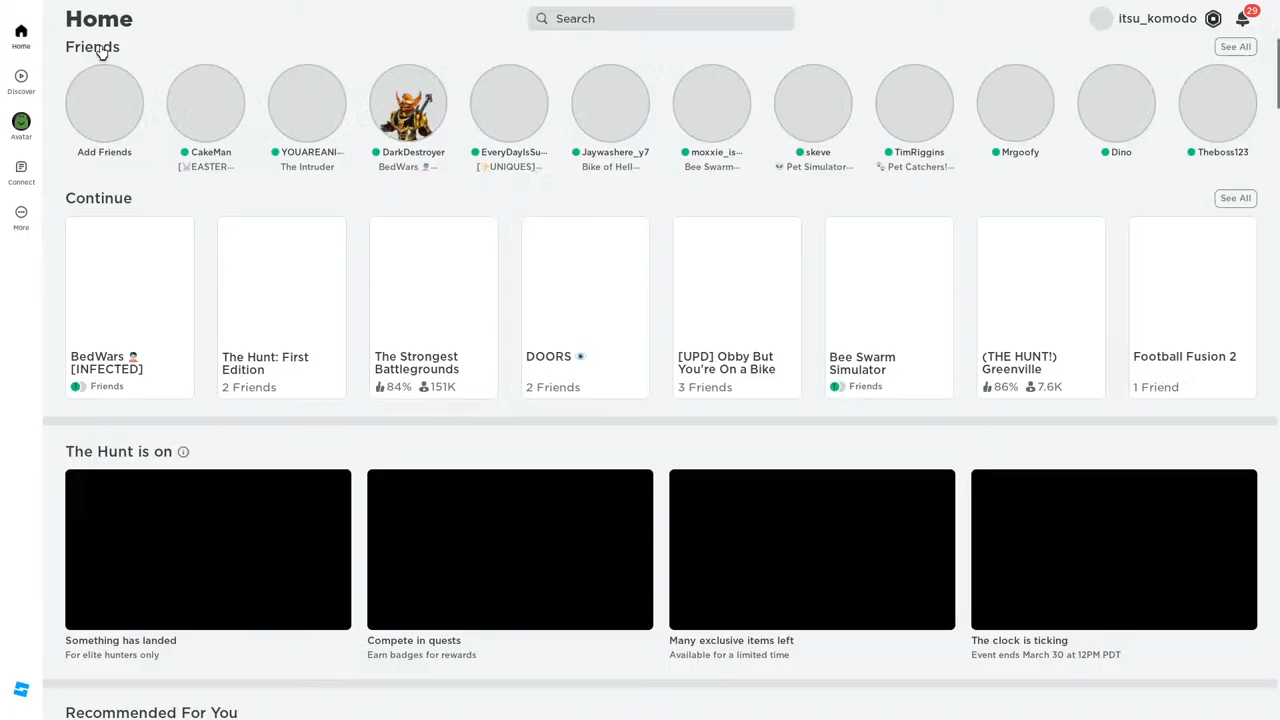 Home
Search
itsu_komodo
29
Home
Discover
Avatar
Connect
More
Friends
See All
Add Friends
CakeMan
[🐰EASTER...
YOUAREANI...
The Intruder
DarkDestroyer
BedWars ...
EveryDayIsSu...
[⚡UNIQUES]...
Jaywashere_y7
Bike of Hell...
moxxie_is...
Bee Swarm...
skeve
Pet Simulator...
TimRiggins
🐾 Pet Catchers!...
Mrgoofy
Dino
Theboss123
Continue
See All
BedWars
[INFECTED]
1 Friends
The Hunt: First
Edition
2 Friends
The Strongest
Battlegrounds
84% 151K
DOORS 👁️
2 Friends
[UPD] Obby But
You're On a Bike
3 Friends
Bee Swarm
Simulator
1 Friends
(THE HUNT!)
Greenville
86% 7.6K
Football Fusion 2
1 Friend
The Hunt is on
Something has landed
For elite hunters only
Compete in quests
Earn badges for rewards
Many exclusive items left
Available for a limited time
The clock is ticking
Event ends March 30 at 12PM PDT
Recommended For You